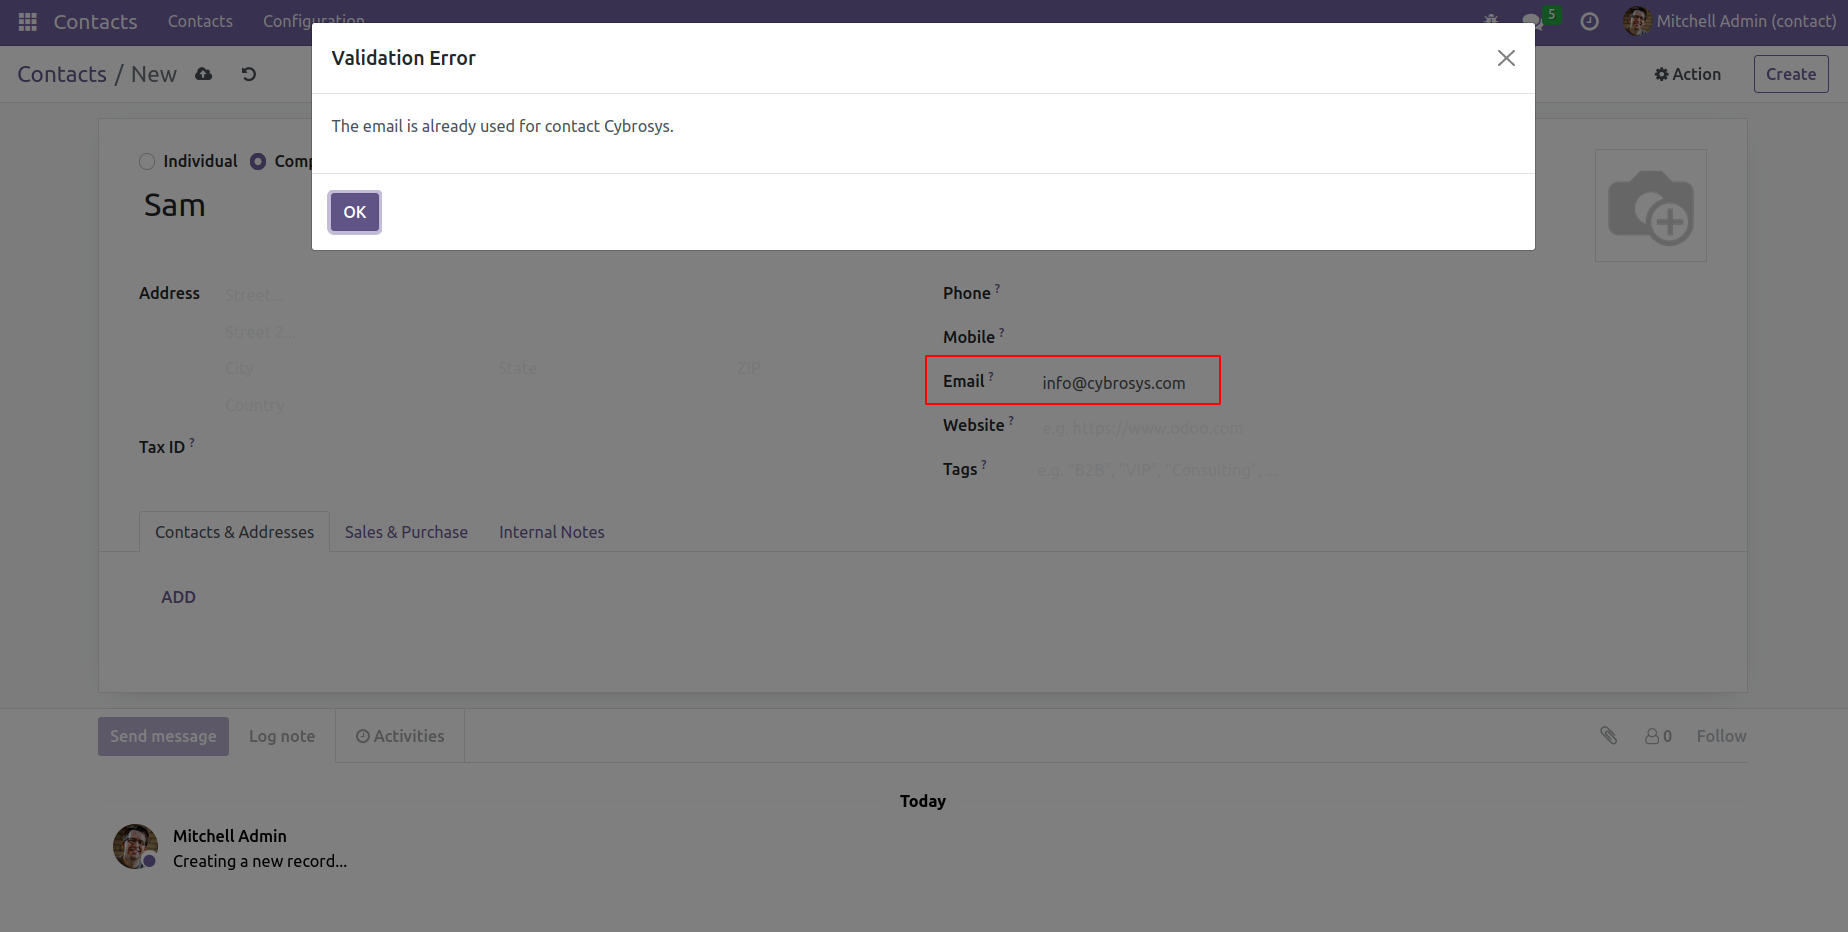 Contacts Contacts Configuration 5 Mitchell Admin (contact)
Validation Error
Contacts / New Action Create
The email is already used for contact Cybrosys.
Individual Comp
Sam
OK
Address Street...
Street 2...
City State ZIP
Country
Tax ID ?
Phone ?
Mobile ?
Email ? info@cybrosys.com
Website ? e.g. https://www.odoo.com
Tags ? e.g. "B2B", "VIP", "Consulting", ...
Contacts & Addresses Sales & Purchase Internal Notes
ADD
Send message Log note Activities 0 Follow
Today
Mitchell Admin
Creating a new record...